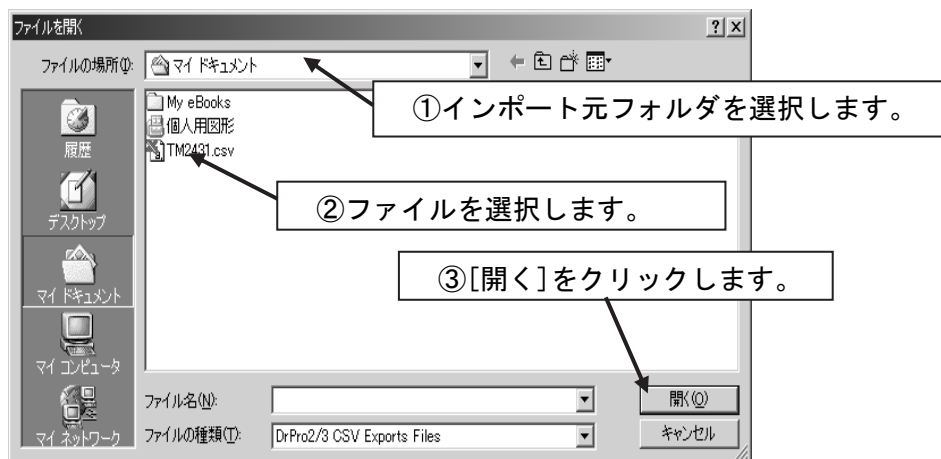 ファイルを開く
ファイルの場所(I):
マイ ドキュメント
①インポート元フォルダを選択します。
My eBooks
個人用図形
TM2431.csv
履歴
②ファイルを選択します。
デスクトップ
③[開く]をクリックします。
マイ ドキュメント
マイ コンピュータ
ファイル名(N):
開く(O)
マイ ネットワーク
ファイルの種類(T):
DrPro2/3 CSV Exports Files
キャンセル